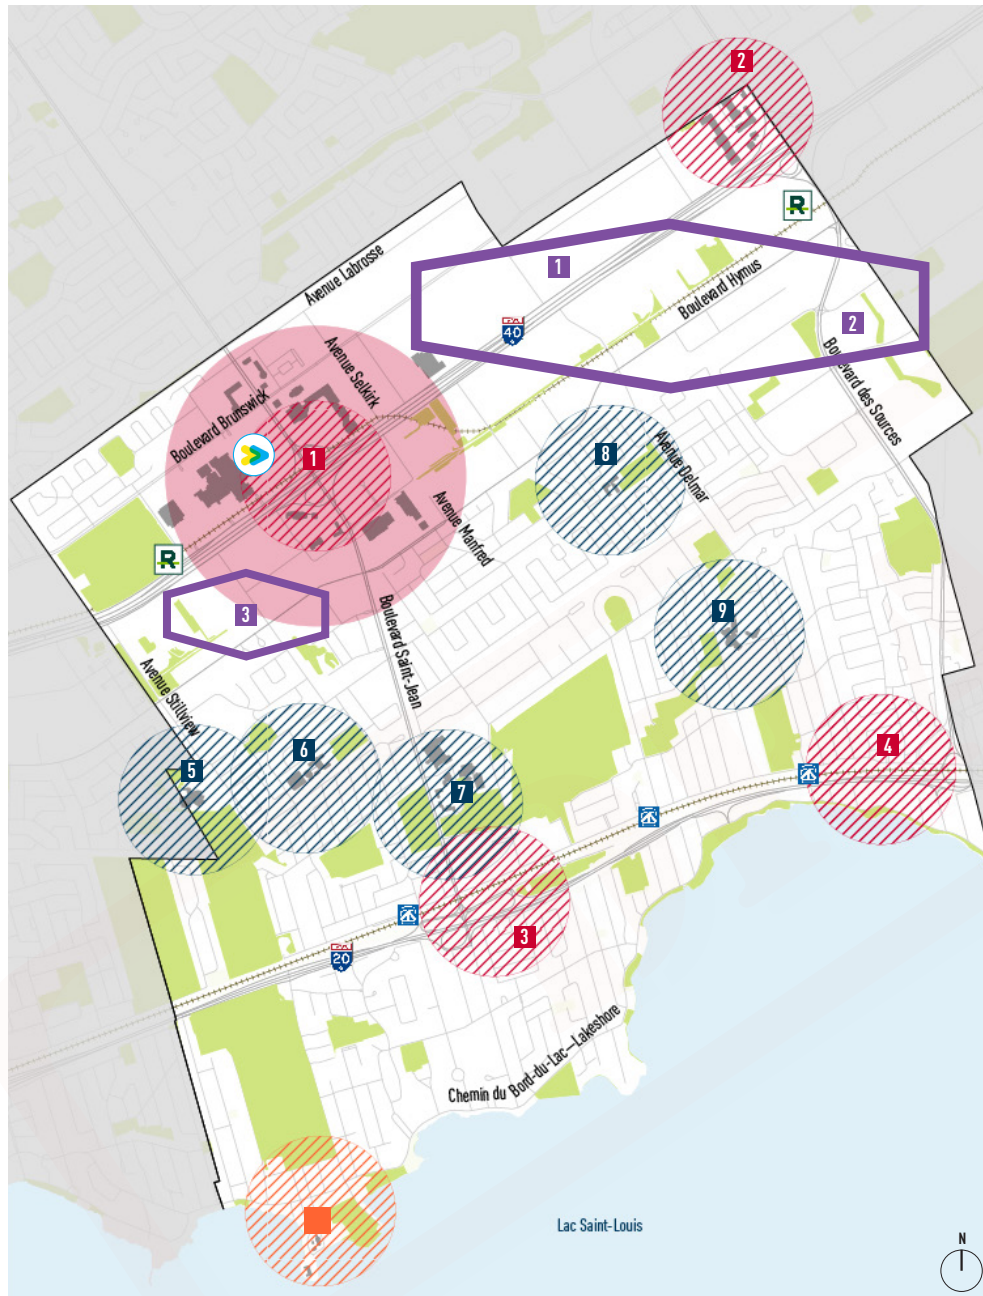 2
R
Avenue Labrosse
1
Boulevard Hymus
40
2
Avenue Selkirk
Boulevard des Sources
Boulevard Brunswick
1
8
Avenue Delmar
Avenue Manfred
R
3
9
Boulevard Saint-Jean
Avenue Stillview
4
6
5
7
3
20
Chemin du Bord-du-Lac–Lakeshore
Lac Saint-Louis
N